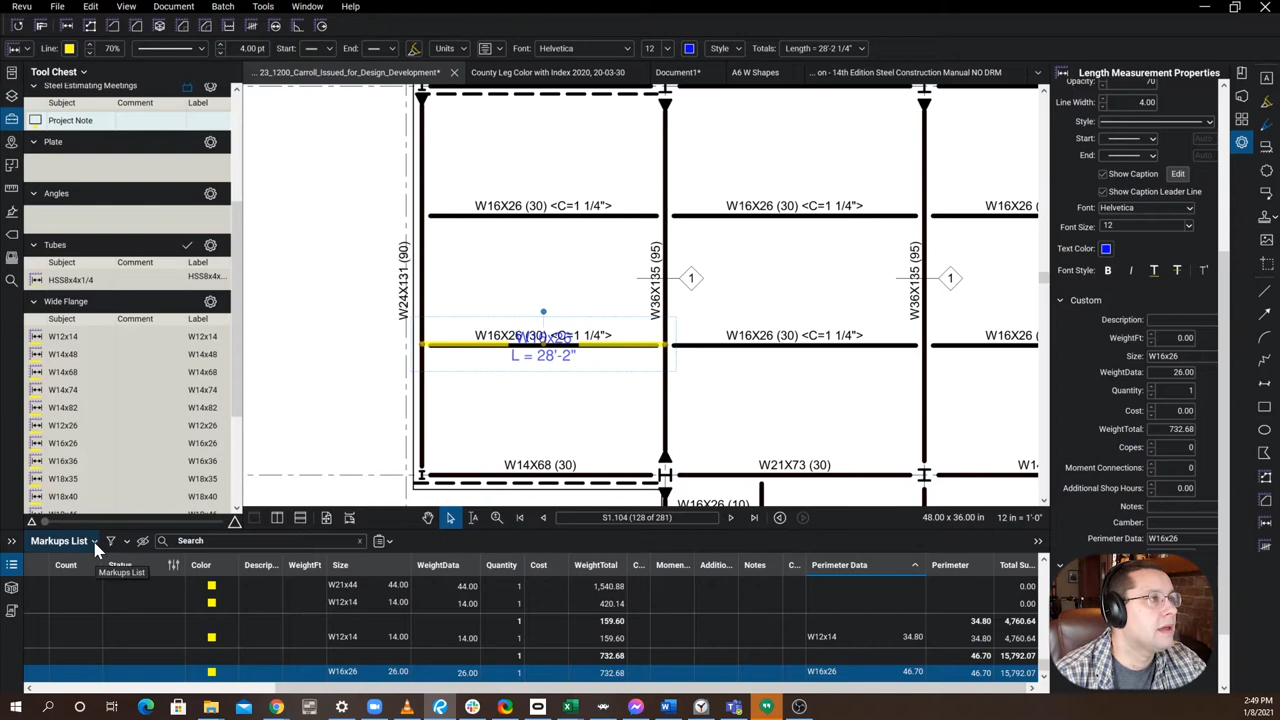 Revu File Edit View Document Batch Tools Window Help
Line: 70% 4.00 pt Start: End: Units Font: Helvetica 12 Style Totals: Length = 28'-2 1/4"
Tool Chest
... 23_1200_Carroll_Issued_for_Design_Development* County Leg Color with Index 2020, 20-03-30 Document1* A6 W Shapes ... on - 14th Edition Steel Construction Manual NO DRM
Length Measurement Properties
Steel Estimating Meetings
Subject Comment Label
Project Note
Plate
Angles
Tubes
Subject Comment Label
HSS8x4x1/4 HSS8x4x...
Wide Flange
Subject Comment Label
W12x14 W12x14
W14x48 W14x48
W14x68 W14x68
W14x74 W14x74
W14x82 W14x82
W12x26 W12x26
W16x26 W16x26
W16x36 W16x36
W18x35 W18x35
W18x40 W18x40
W16X26 (30) <C=1 1/4">
W16X26 (30) <C=1 1/4">
W16X26 (
W24X131 (90)
W36X135 (95)
W36X135 (95)
1
1
W16X26 (30) <C=1 1/4">
W16x26
L = 28'-2"
W16X26 (30) <C=1 1/4">
W16X26 (
W14X68 (30)
W21X73 (30)
W1
W16X26 (10)
70
Line Width: 4.00
Style:
Start: Auto
End: Auto
Show Caption Edit
Show Caption Leader Line
Font: Helvetica
Font Size: 12
Text Color:
Font Style: B I T T T
Custom
Description:
WeightFt: 0.00
Size: W16x26
WeightData: 26.00
Quantity: 1
Cost: 0.00
WeightTotal: 732.68
Copes: 0
Moment Connections: 0
Additional Shop Hours: 0.00
Notes:
Camber:
Perimeter Data: W16x26
S1.104 (128 of 281)
48.00 x 36.00 in 12 in = 1'-0"
Markups List Search x
Markups List
Count Status Color Descrip... WeightFt Size WeightData Quantity Cost WeightTotal C... Momen... Additio... Notes C... Perimeter Data Perimeter Total Su...
W21x44 44.00 44.00 1 1,540.88 0.00
W12x14 14.00 14.00 1 420.14 0.00
1 159.60 34.80 4,760.64
W12x14 14.00 14.00 1 159.60 W12x14 34.80 34.80 4,760.64
1 732.68 46.70 15,792.07
W16x26 26.00 26.00 1 732.68 W16x26 46.70 46.70 15,792.07
2:49 PM
1/8/2021